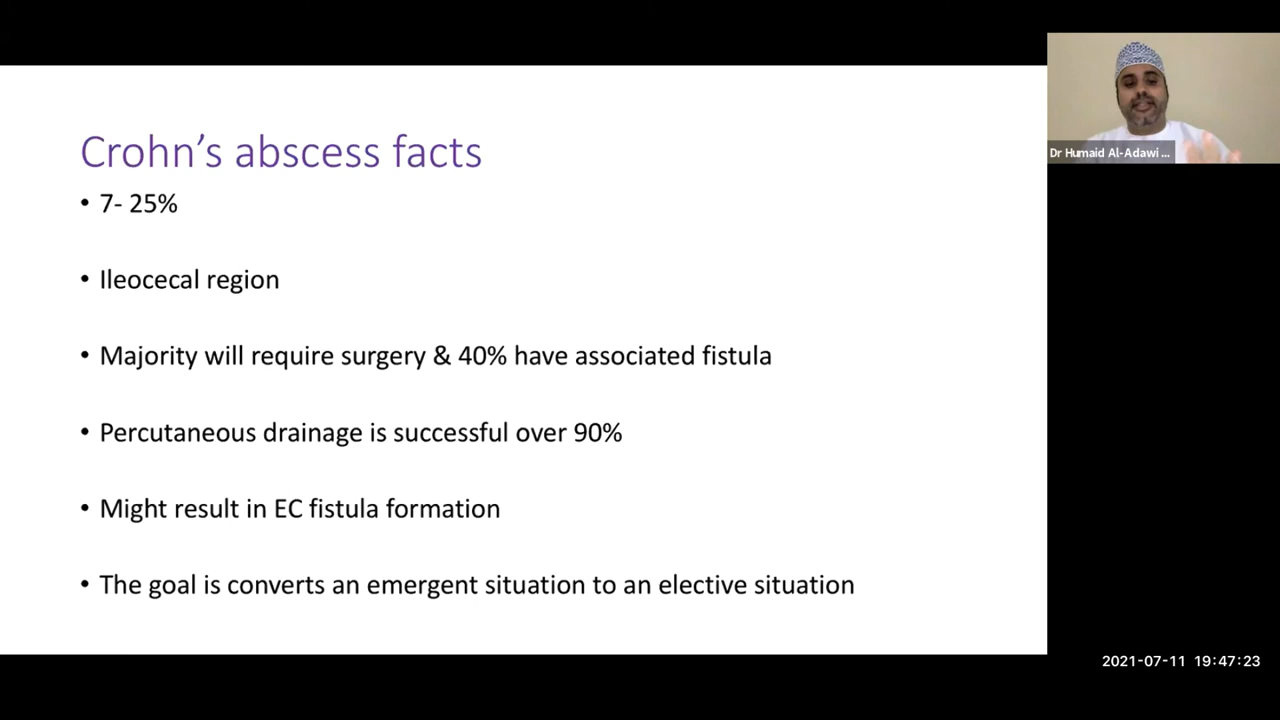 Crohn’s abscess facts
• 7- 25%
• Ileocecal region
• Majority will require surgery & 40% have associated fistula
• Percutaneous drainage is successful over 90%
• Might result in EC fistula formation
• The goal is converts an emergent situation to an elective situation
Dr Humaid Al-Adawi ...
2021-07-11 19:47:23